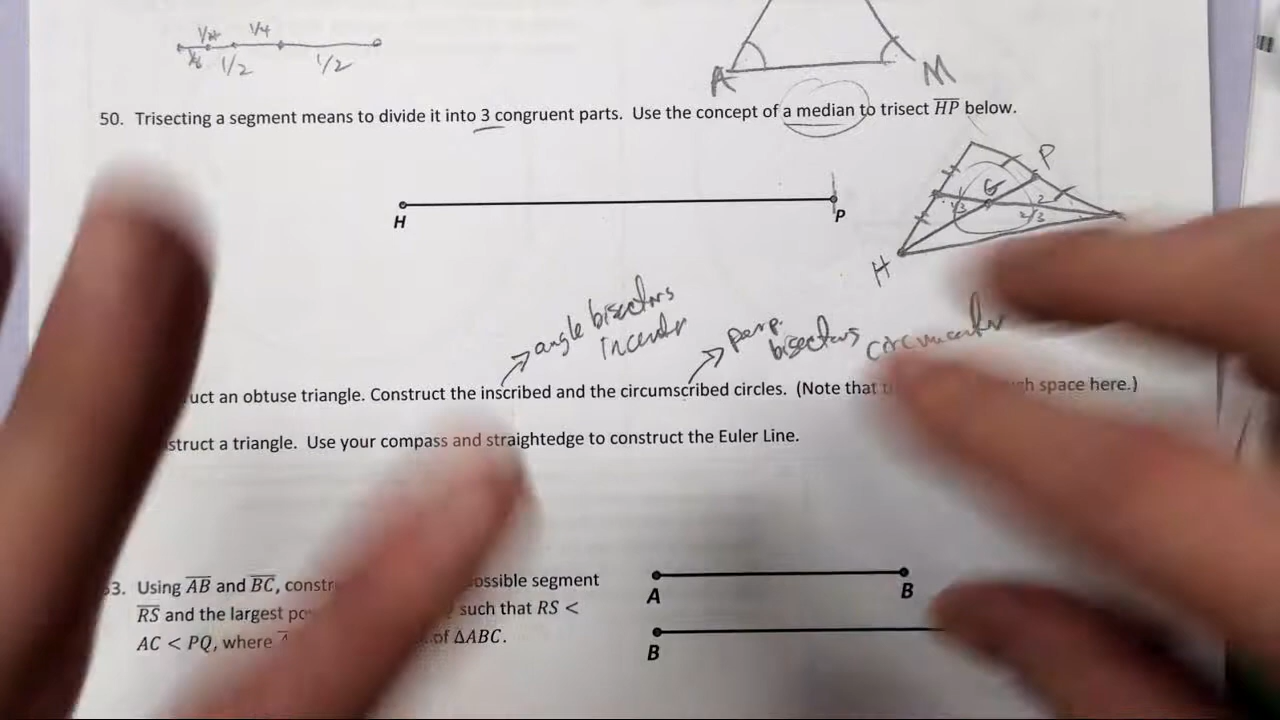 1/4 1/4
1/8 1/2 1/2
A M
50. Trisecting a segment means to divide it into 3 congruent parts. Use the concept of a median to trisect HP below.
P
G
1/3 2 2/3
H P
H
angle bisectors
incenter
perp.
bisectors circumcenter
uct an obtuse triangle. Construct the inscribed and the circumscribed circles. (Note that space here.)
struct a triangle. Use your compass and straightedge to construct the Euler Line.
3. Using AB and BC, constr ossible segment
RS and the largest po such that RS <
AC < PQ, where of ΔABC.
A B
B